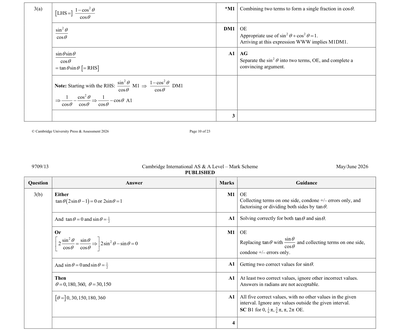 3(a)
[LHS =] (1 − cos²θ)/cosθ
*M1
Combining two terms to form a single fraction in cosθ.
sin²θ/cosθ
DM1
OE
Appropriate use of sin²θ + cos²θ = 1.
Arriving at this expression WWW implies M1DM1.
sinθ sinθ/cosθ
= tanθ sinθ [= RHS]
A1
AG
Separate the sin²θ into two terms, OE, and complete a
convincing argument.
Note: Starting with the RHS: sin²θ/cosθ M1 ⇒ (1 − cos²θ)/cosθ DM1
⇒ 1/cosθ − cos²θ/cosθ ⇒ 1/cosθ − cosθ A1
3
© Cambridge University Press & Assessment 2026
Page 10 of 23
9709/13
Cambridge International AS & A Level – Mark Scheme
May/June 2026
PUBLISHED
Question
Answer
Marks
Guidance
3(b)
Either
tanθ(2sinθ − 1) = 0 or 2sinθ = 1
M1
OE
Collecting terms on one side, condone +/− errors only, and
factorising or dividing both sides by tanθ.
And tanθ = 0 and sinθ = ½
A1
Solving correctly for both tanθ and sinθ.
Or
[2 sin²θ/cosθ = sinθ/cosθ ⇒] 2sin²θ − sinθ = 0
M1
OE
Replacing tanθ with sinθ/cosθ and collecting terms on one side,
condone +/− errors only.
And sinθ = 0 and sinθ = ½
A1
Getting two correct values for sinθ.
Then
θ = 0, 180, 360, θ = 30, 150
A1
At least two correct values, ignore other incorrect values.
Answers in radians are not acceptable.
[θ =] 0, 30, 150, 180, 360
A1
All five correct values, with no other values in the given
interval. Ignore any values outside the given interval.
SC B1 for 0, ⅙π, ⅚π, π, 2π OE.
4